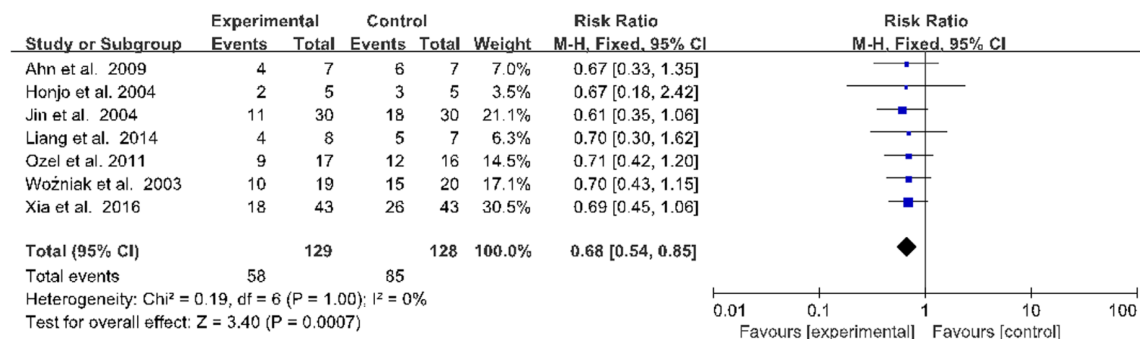 Experimental Control Risk Ratio Risk Ratio
Study or Subgroup Events Total Events Total Weight M-H, Fixed, 95% CI M-H, Fixed, 95% CI
Ahn et al. 2009 4 7 6 7 7.0% 0.67 [0.33, 1.35]
Honjo et al. 2004 2 5 3 5 3.5% 0.67 [0.18, 2.42]
Jin et al. 2004 11 30 18 30 21.1% 0.61 [0.35, 1.06]
Liang et al. 2014 4 8 5 7 6.3% 0.70 [0.30, 1.62]
Ozel et al. 2011 9 17 12 16 14.5% 0.71 [0.42, 1.20]
Woźniak et al. 2003 10 19 15 20 17.1% 0.70 [0.43, 1.15]
Xia et al. 2016 18 43 26 43 30.5% 0.69 [0.45, 1.06]
Total (95% CI) 129 128 100.0% 0.68 [0.54, 0.85]
Total events 58 85
Heterogeneity: Chi² = 0.19, df = 6 (P = 1.00); I² = 0%
Test for overall effect: Z = 3.40 (P = 0.0007)
0.01 0.1 1 10 100
Favours [experimental] Favours [control]